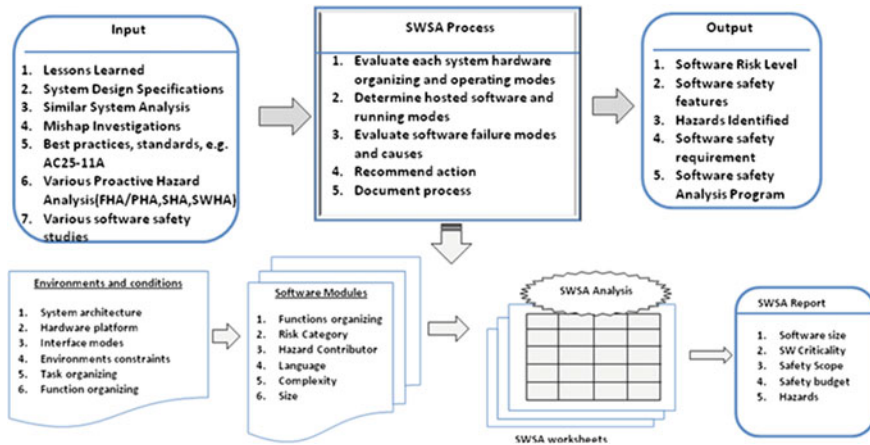 Input
1. Lessons Learned
2. System Design Specifications
3. Similar System Analysis
4. Mishap Investigations
5. Best practices, standards, e.g.
AC25-11A
6. Various Proactive Hazard
Analysis(FHA/PHA,SHA,SWHA)
7. Various software safety
studies
SWSA Process
1. Evaluate each system hardware
organizing and operating modes
2. Determine hosted software and
running modes
3. Evaluate software failure modes
and causes
4. Recommend action
5. Document process
Output
1. Software Risk Level
2. Software safety
features
3. Hazards Identified
4. Software safety
requirement
5. Software safety
Analysis Program
Environments and conditions
1. System architecture
2. Hardware platform
3. Interface modes
4. Environments constraints
5. Task organizing
6. Function organizing
Software Modules
1. Functions organizing
2. Risk Category
3. Hazard Contributor
4. Language
5. Complexity
6. Size
SWSA Analysis
SWSA worksheets
SWSA Report
1. Software size
2. SW Criticality
3. Safety Scope
4. Safety budget
5. Hazards